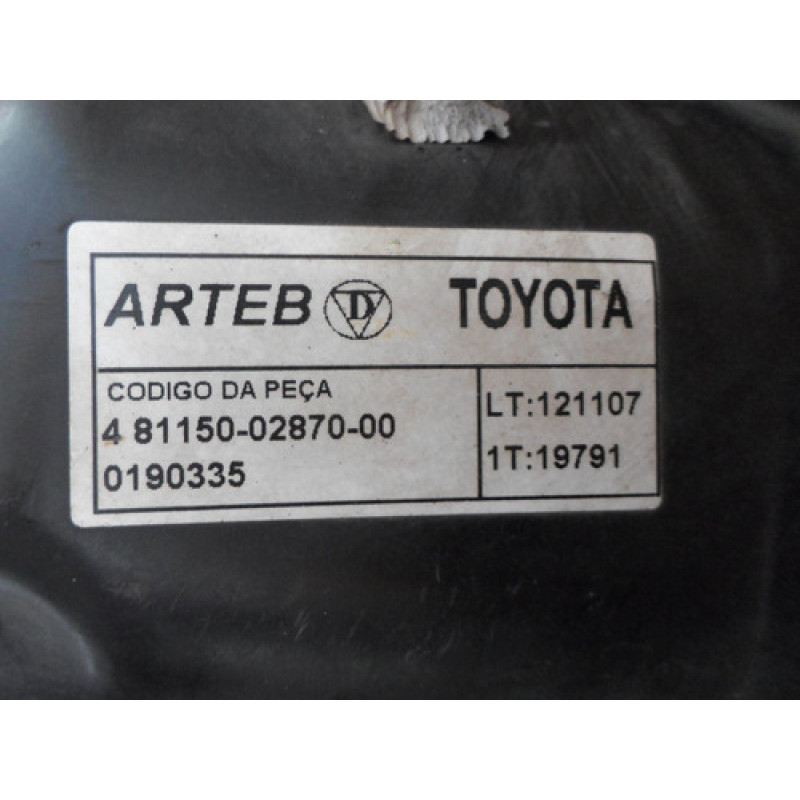 ARTEB D TOYOTA
CODIGO DA PEÇA
4 81150-02870-00
0190335
LT:121107
1T:19791